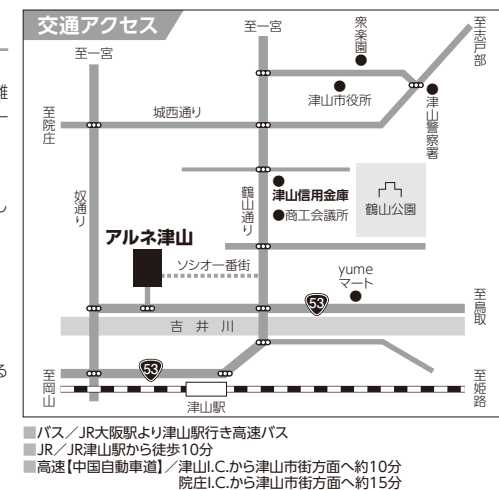 交通アクセス
至一宮
至一宮
衆楽園
至志戸部
津山市役所
津山警察署
至院庄
城西通り
奴通り
鶴山通り
津山信用金庫
商工会議所
鶴山公園
アルネ津山
ソシオ一番街
yume
マート
53
至鳥取
吉井川
53
至岡山
津山駅
至姫路
雑
ー
し
る
■バス／JR大阪駅より津山駅行き高速バス
■JR／JR津山駅から徒歩10分
■高速【中国自動車道】／津山I.C.から津山市街方面へ約10分
院庄I.C.から津山市街方面へ約15分